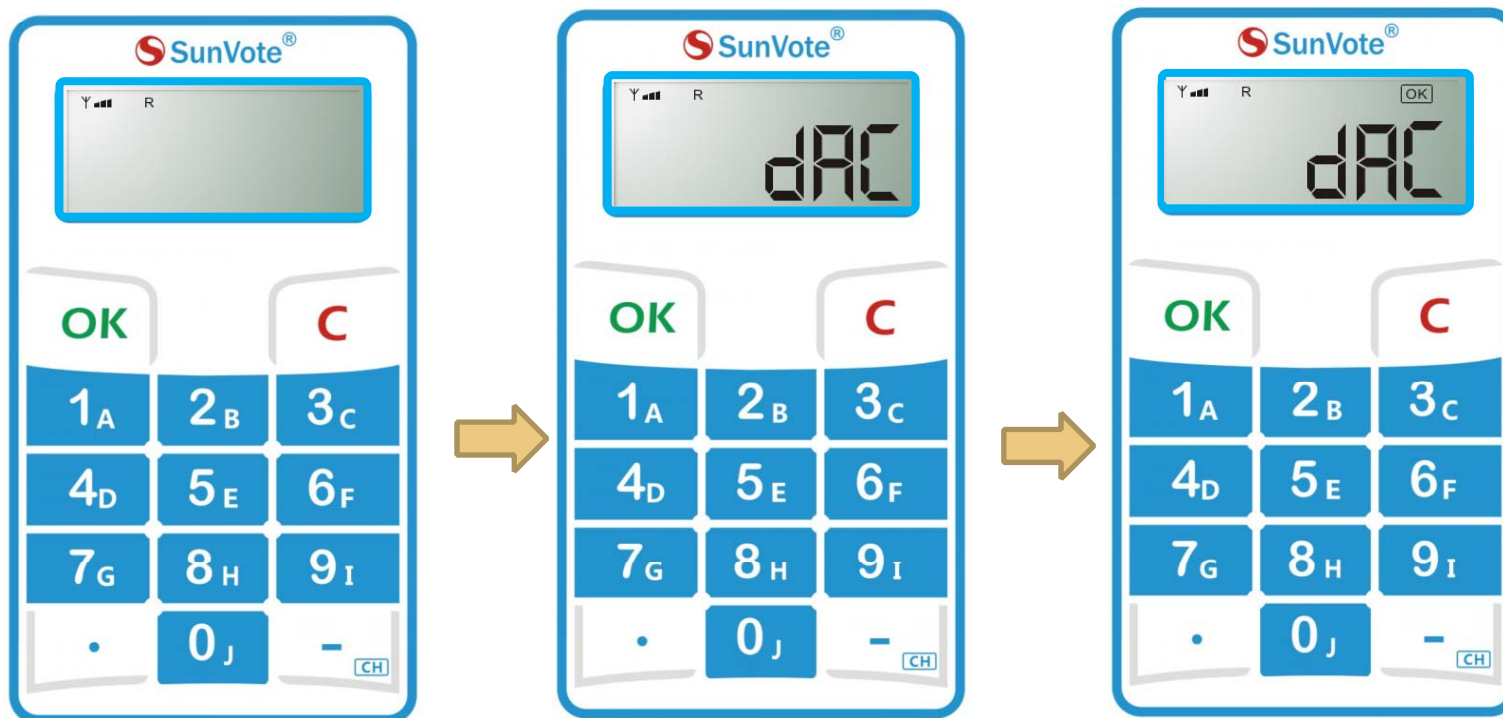 SunVote®
R
OK C
1A 2B 3C
4D 5E 6F
7G 8H 9I
. 0J - CH
SunVote®
R
dAC
OK C
1A 2B 3C
4D 5E 6F
7G 8H 9I
. 0J - CH
SunVote®
R OK
dAC
OK C
1A 2B 3C
4D 5E 6F
7G 8H 9I
. 0J - CH